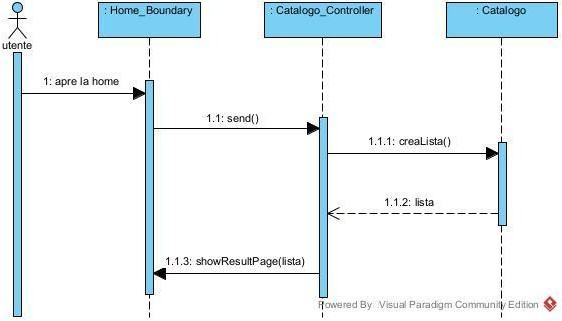 : Home_Boundary
: Catalogo_Controller
: Catalogo
utente
1: apre la home
1.1: send()
1.1.1: creaLista()
1.1.2: lista
1.1.3: showResultPage(lista)
Powered By Visual Paradigm Community Edition